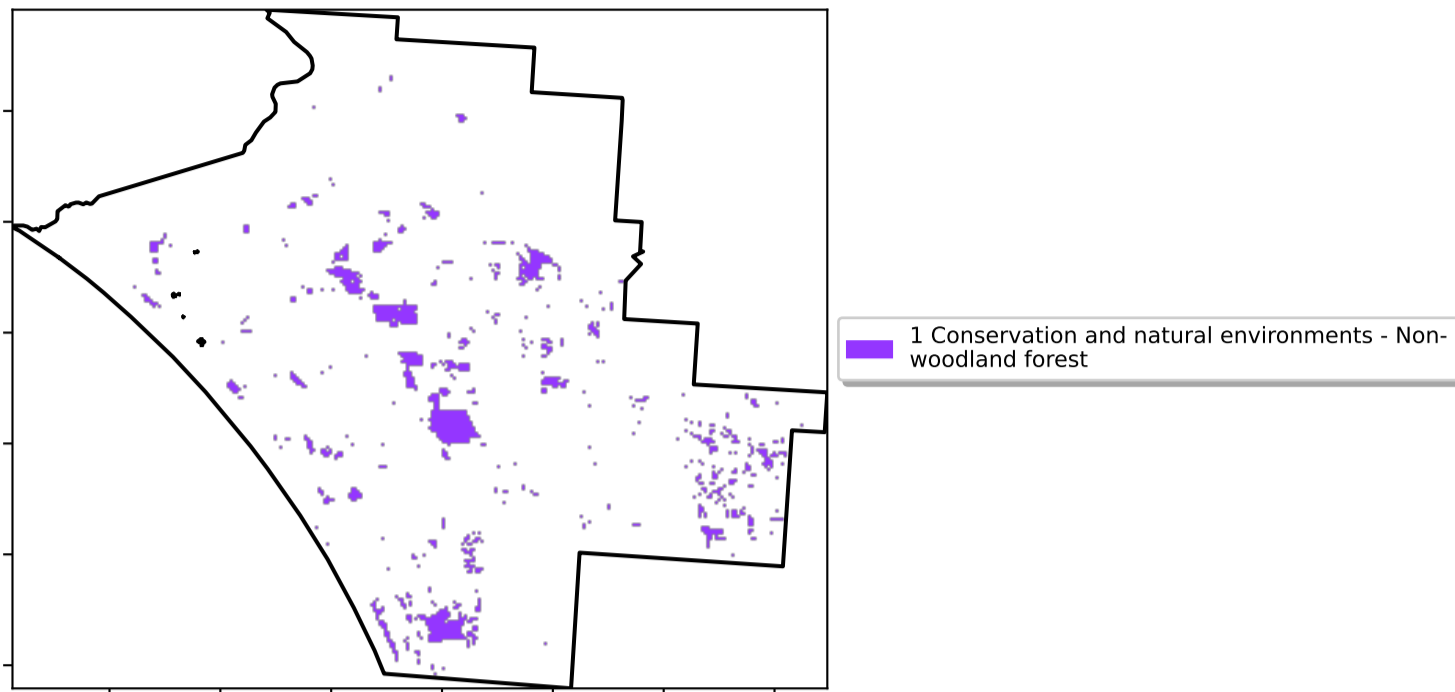 1 Conservation and natural environments - Non-
woodland forest